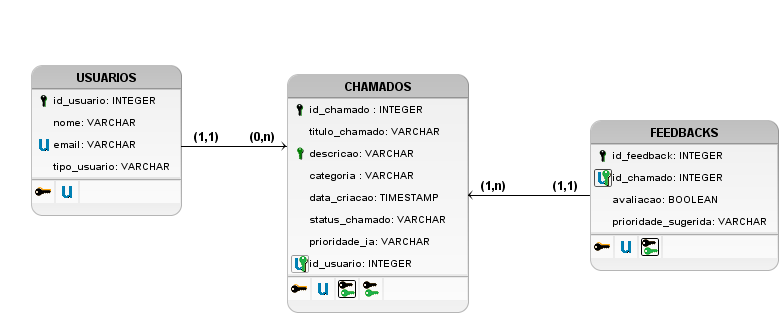 USUARIOS
id_usuario: INTEGER
nome: VARCHAR
email: VARCHAR
tipo_usuario: VARCHAR
(1,1)
(0,n)
CHAMADOS
id_chamado : INTEGER
titulo_chamado: VARCHAR
descricao: VARCHAR
categoria : VARCHAR
data_criacao: TIMESTAMP
status_chamado: VARCHAR
prioridade_ia: VARCHAR
id_usuario: INTEGER
(1,n)
(1,1)
FEEDBACKS
id_feedback: INTEGER
id_chamado: INTEGER
avaliacao: BOOLEAN
prioridade_sugerida: VARCHAR